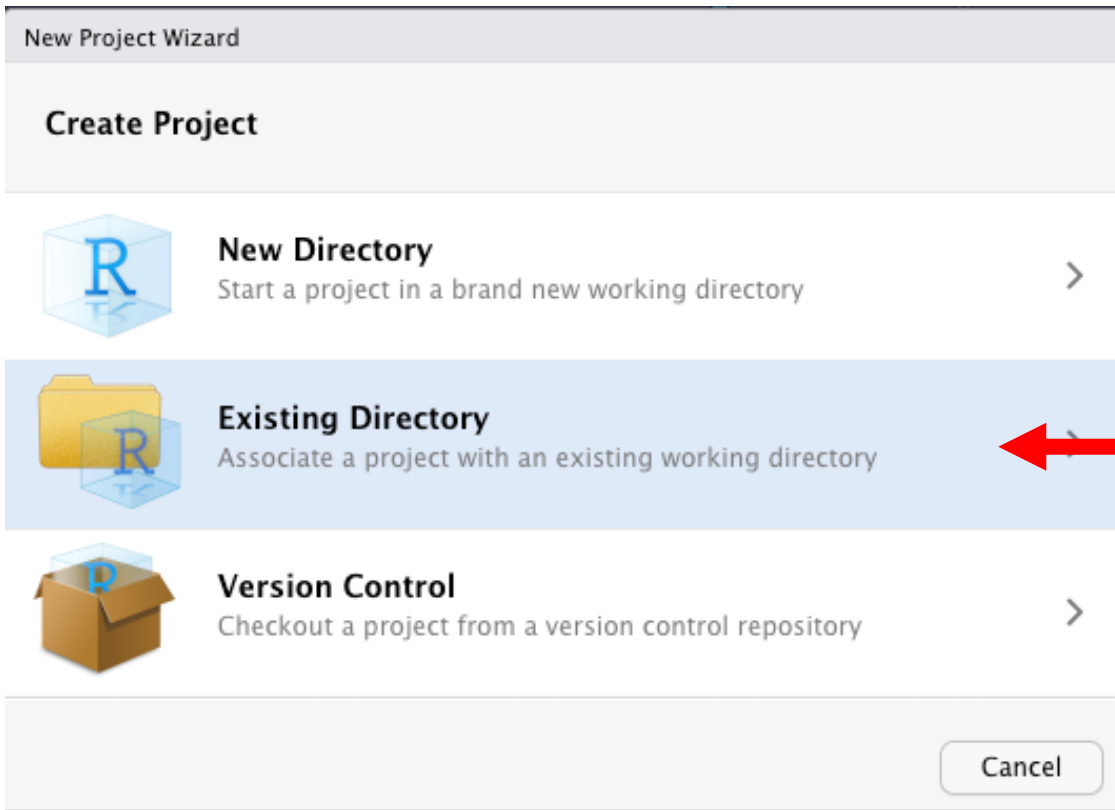 New Project Wizard
Create Project
R
New Directory
Start a project in a brand new working directory
R
Existing Directory
Associate a project with an existing working directory
R
Version Control
Checkout a project from a version control repository
Cancel